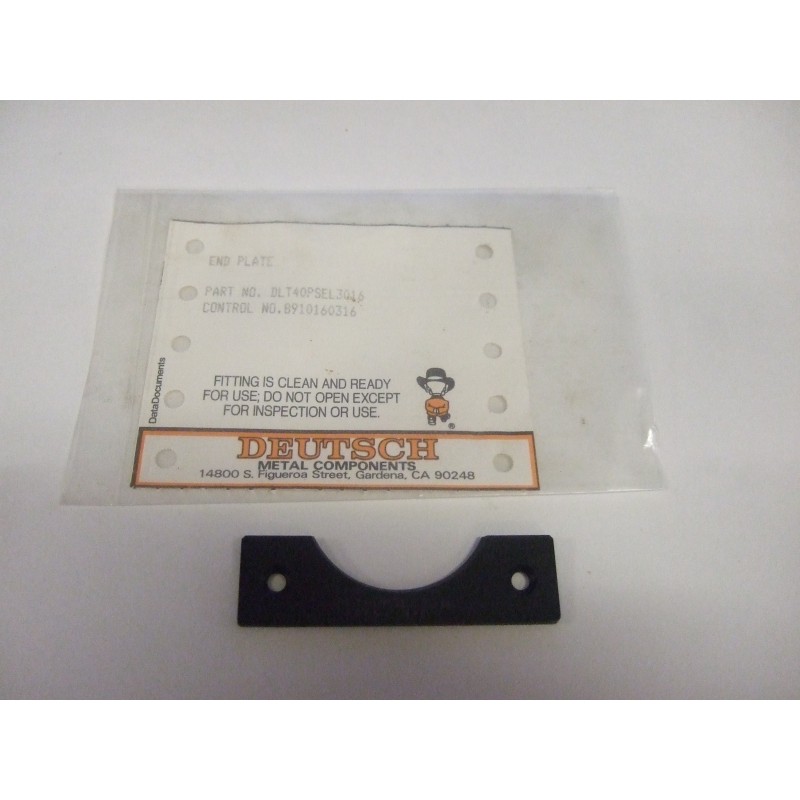 END PLATE
PART NO. DLT40PSEL3016
CONTROL NO.8910160316
DataDocuments
FITTING IS CLEAN AND READY
FOR USE; DO NOT OPEN EXCEPT
FOR INSPECTION OR USE.
®
DEUTSCH
METAL COMPONENTS
14800 S. Figueroa Street, Gardena, CA 90248